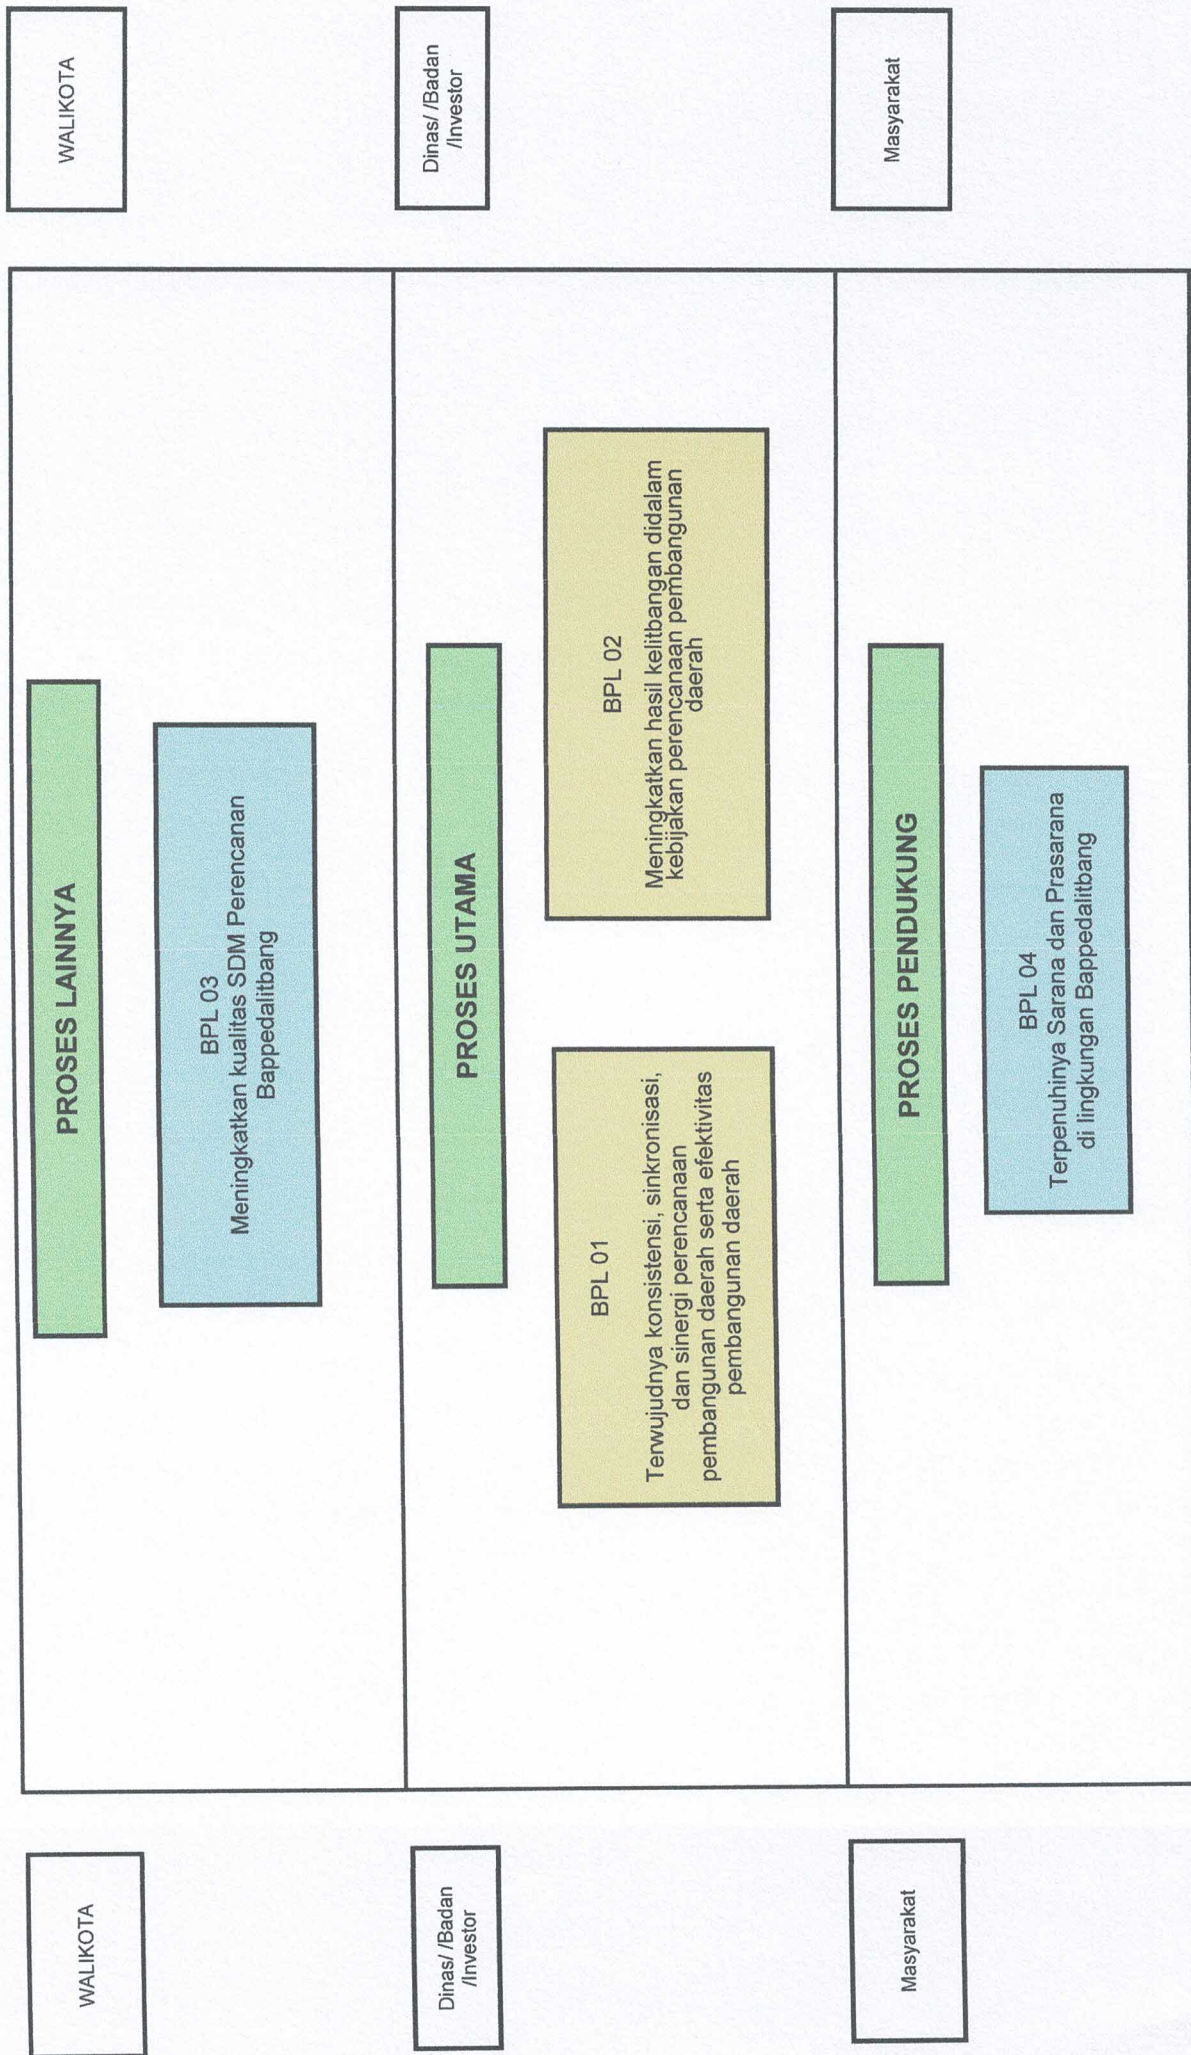 WALIKOTA
PROSES LAINNYA
BPL 03
Meningkatkan kualitas SDM Perencanan
Bappedalitbang
WALIKOTA
Dinas/ /Badan
/Investor
PROSES UTAMA
BPL 01
Terwujudnya konsistensi, sinkronisasi,
dan sinergi perencanaan
pembangunan daerah serta efektivitas
pembangunan daerah
BPL 02
Meningkatkan hasil kelitbangan didalam
kebijakan perencanaan pembangunan
daerah
Dinas/ /Badan
/Investor
Masyarakat
PROSES PENDUKUNG
BPL 04
Terpenuhinya Sarana dan Prasarana
di lingkungan Bappedalitbang
Masyarakat